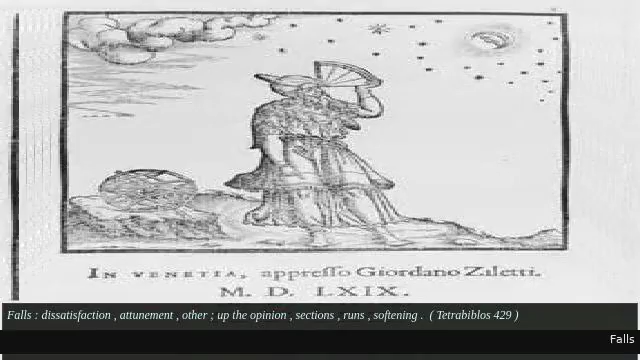 IN VENETIA, appresso Giordano Ziletti.
M. D. LXIX.
Falls : dissatisfaction , attunement , other ; up the opinion , sections , runs , softening . ( Tetrabiblos 429 )
Falls